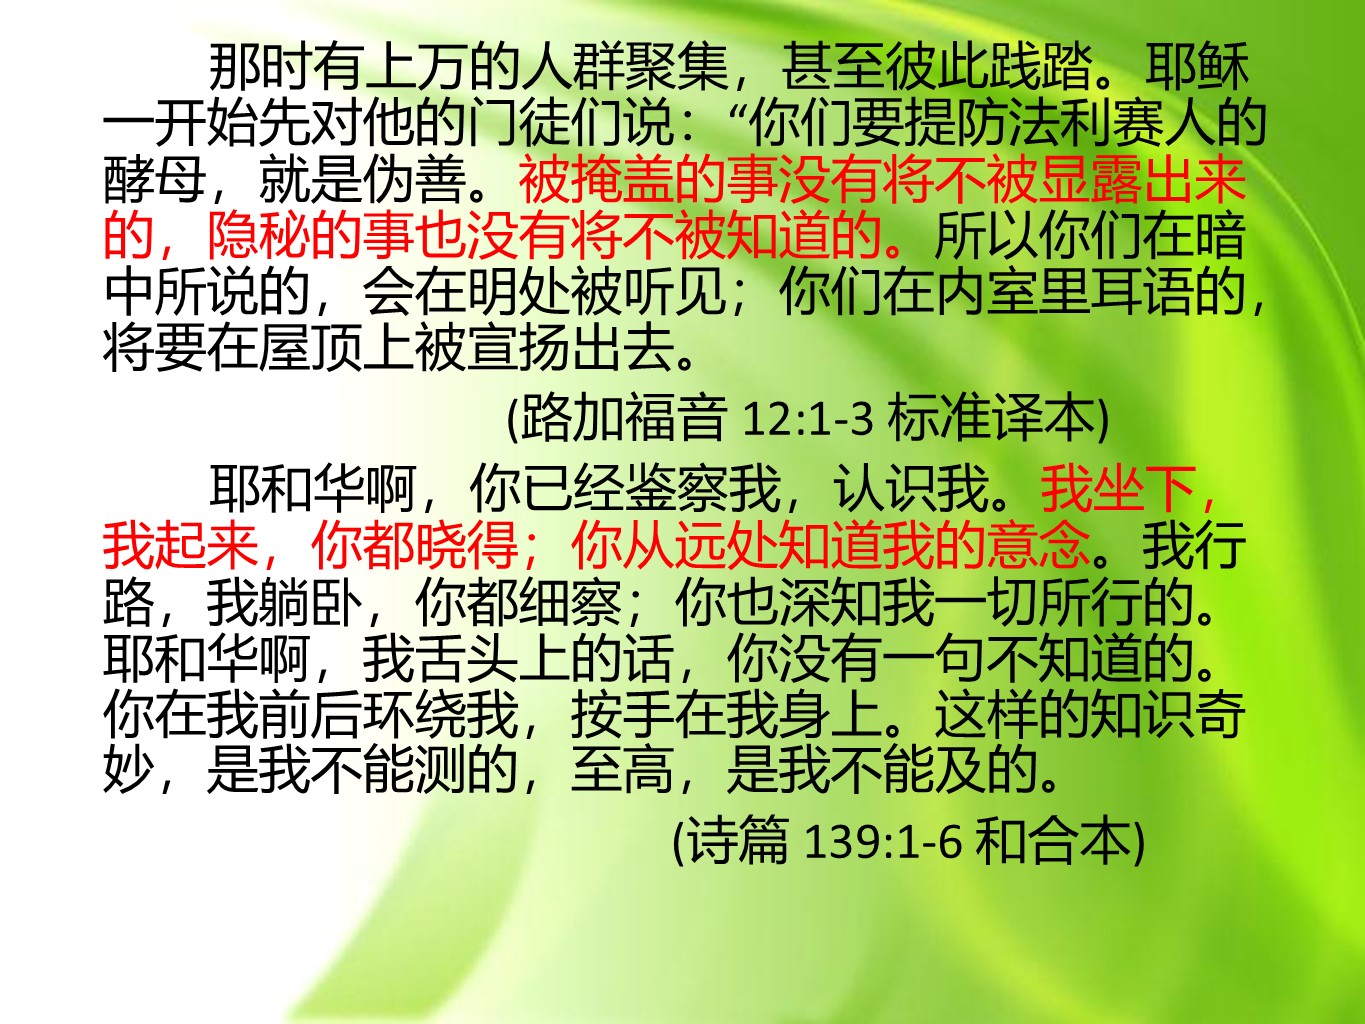 那时有上万的人群聚集，甚至彼此践踏。耶稣
一开始先对他的门徒们说：“你们要提防法利赛人的
酵母，就是伪善。被掩盖的事没有将不被显露出来
的，隐秘的事也没有将不被知道的。所以你们在暗
中所说的，会在明处被听见；你们在内室里耳语的，
将要在屋顶上被宣扬出去。
(路加福音 12:1-3 标准译本)
耶和华啊，你已经鉴察我，认识我。我坐下，
我起来，你都晓得；你从远处知道我的意念。我行
路，我躺卧，你都细察；你也深知我一切所行的。
耶和华啊，我舌头上的话，你没有一句不知道的。
你在我前后环绕我，按手在我身上。这样的知识奇
妙，是我不能测的，至高，是我不能及的。
(诗篇 139:1-6 和合本)